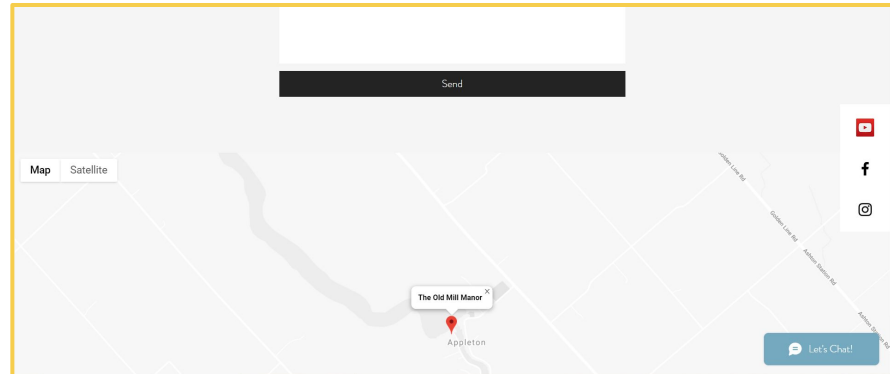 Send
Map Satellite
Golden Line Rd
Golden Line Rd
Ashton Station Rd
The Old Mill Manor
Appleton
Ashton Station Rd
Let's Chat!